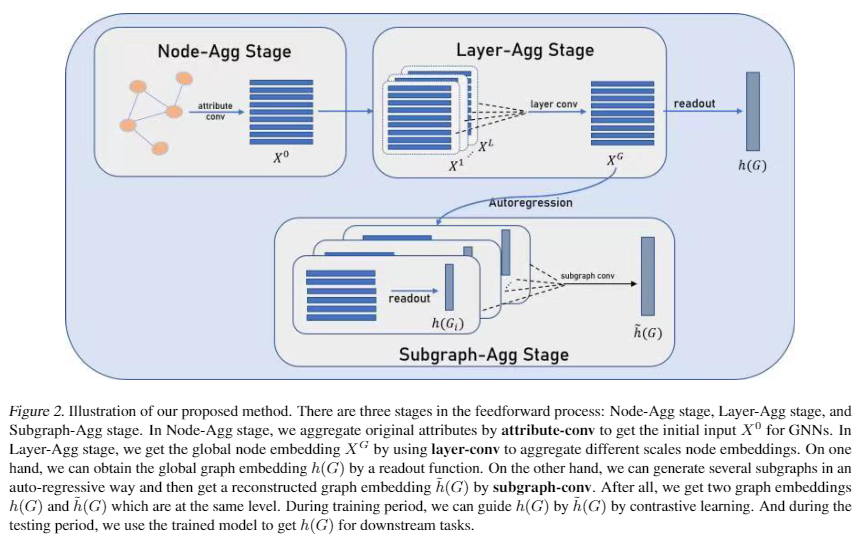 Node-Agg Stage
Layer-Agg Stage
attribute
conv
X⁰
X¹
X^L
layer conv
X^G
readout
h(G)
Autoregression
readout
h(G_i)
subgraph conv
h̃(G)
Subgraph-Agg Stage
Figure 2. Illustration of our proposed method. There are three stages in the feedforward process: Node-Agg stage, Layer-Agg stage, and
Subgraph-Agg stage. In Node-Agg stage, we aggregate original attributes by attribute-conv to get the initial input X⁰ for GNNs. In
Layer-Agg stage, we get the global node embedding X^G by using layer-conv to aggregate different scales node embeddings. On one
hand, we can obtain the global graph embedding h(G) by a readout function. On the other hand, we can generate several subgraphs in an
auto-regressive way and then get a reconstructed graph embedding h̃(G) by subgraph-conv. After all, we get two graph embeddings
h(G) and h̃(G) which are at the same level. During training period, we can guide h(G) by h̃(G) by contrastive learning. And during the
testing period, we use the trained model to get h(G) for downstream tasks.